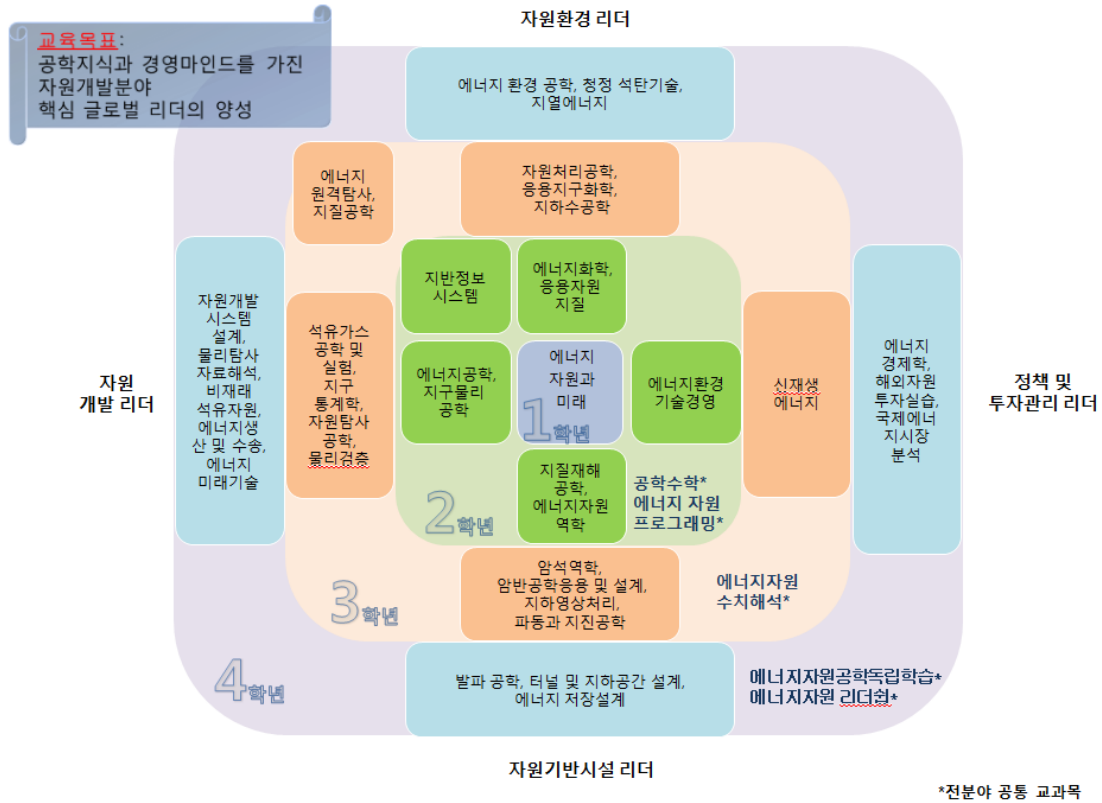 자원환경 리더
교육목표:
공학지식과 경영마인드를 가진
자원개발분야
핵심 글로벌 리더의 양성
에너지 환경 공학, 청정 석탄기술,
지열에너지
에너지
원격탐사,
지질공학
자원처리공학,
응용지구화학,
지하수공학
지반정보
시스템
에너지화학,
응용자원
지질
자원
개발 리더
자원개발
시스템
설계,
물리탐사
자료해석,
비재래
석유자원,
에너지생
산 및 수송,
에너지
미래기술
석유가스
공학 및
실험,
지구
통계학,
자원탐사
공학,
물리검층
에너지공학,
지구물리
공학
에너지
자원과
미래
1학년
에너지환경
기술경영
신재생
에너지
에너지
경제학,
해외자원
투자실습,
국제에너
지시장
분석
정책 및
투자관리 리더
지질재해
공학,
에너지자원
역학
공학수학*
에너지 자원
프로그래밍*
2학년
암석역학,
암반공학응용 및 설계,
지하영상처리,
파동과 지진공학
에너지자원
수치해석*
3학년
발파 공학, 터널 및 지하공간 설계,
에너지 저장설계
에너지자원공학독립학습*
에너지자원 리더쉽*
4학년
자원기반시설 리더
*전분야 공통 교과목